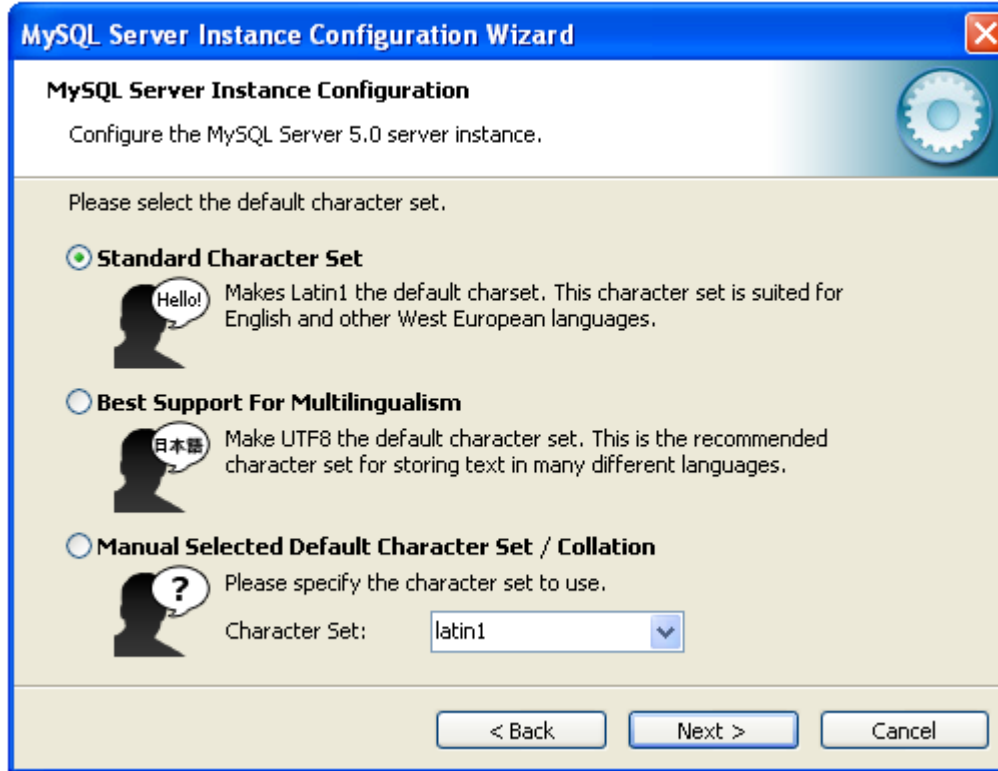 MySQL Server Instance Configuration Wizard
MySQL Server Instance Configuration
Configure the MySQL Server 5.0 server instance.
Please select the default character set.
Standard Character Set
Hello!
Makes Latin1 the default charset. This character set is suited for
English and other West European languages.
Best Support For Multilingualism
日本語
Make UTF8 the default character set. This is the recommended
character set for storing text in many different languages.
Manual Selected Default Character Set / Collation
?
Please specify the character set to use.
Character Set: latin1
< Back Next > Cancel